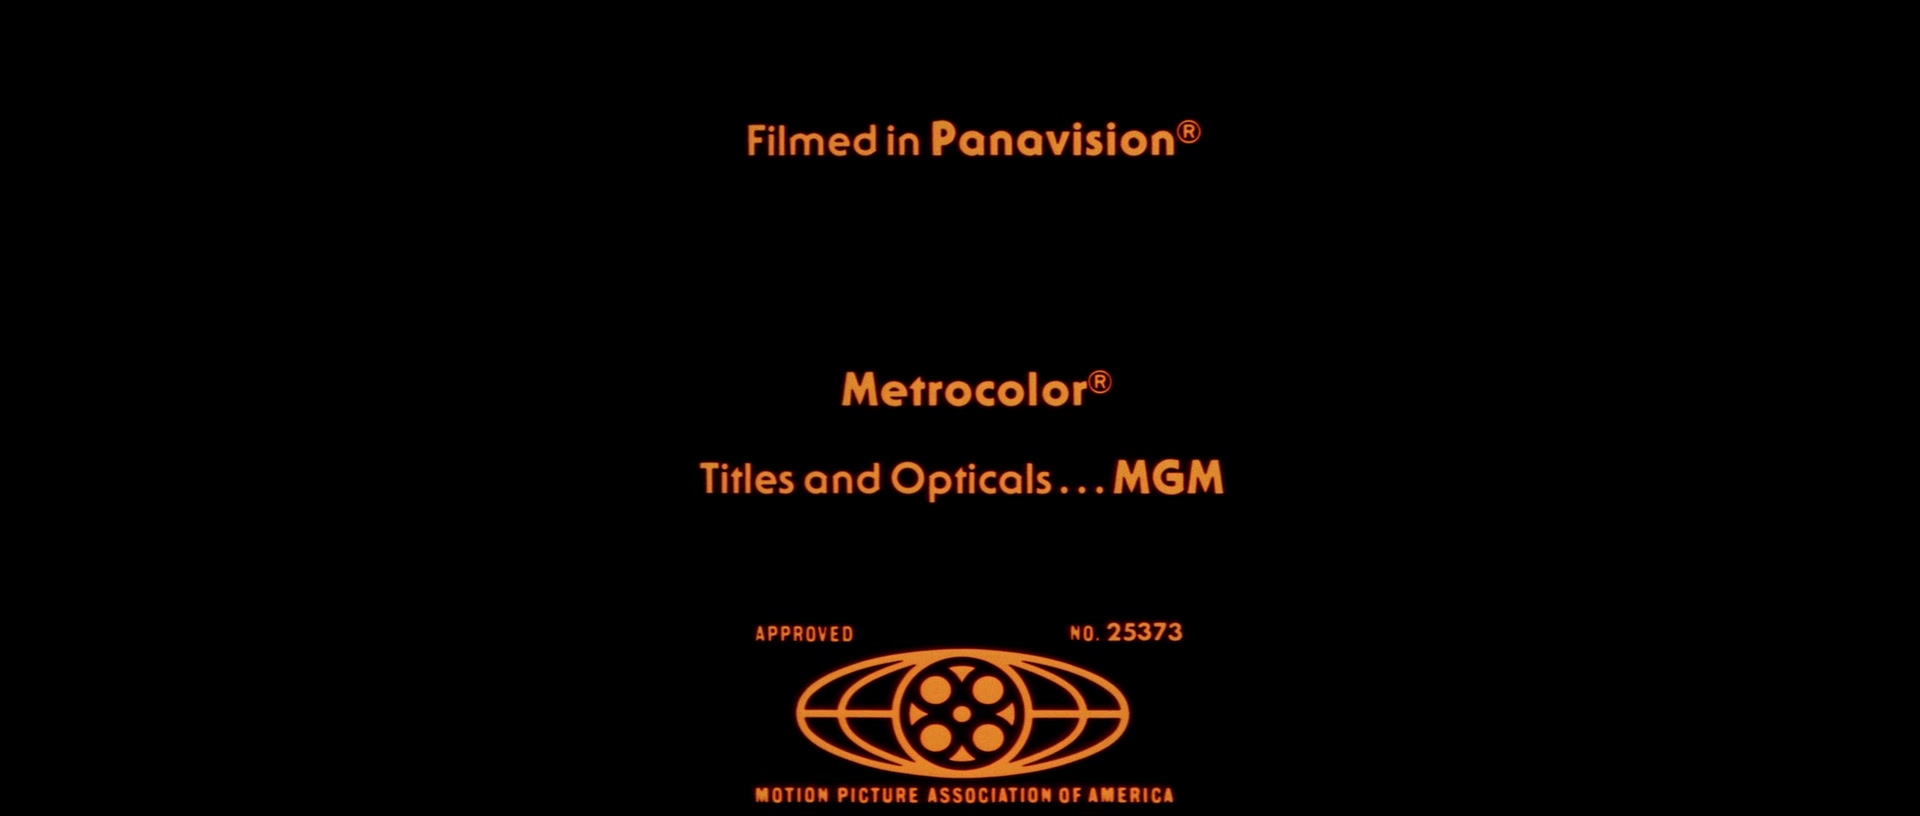 Filmed in Panavision®
Metrocolor®
Titles and Opticals...MGM
APPROVED NO. 25373
MOTION PICTURE ASSOCIATION OF AMERICA